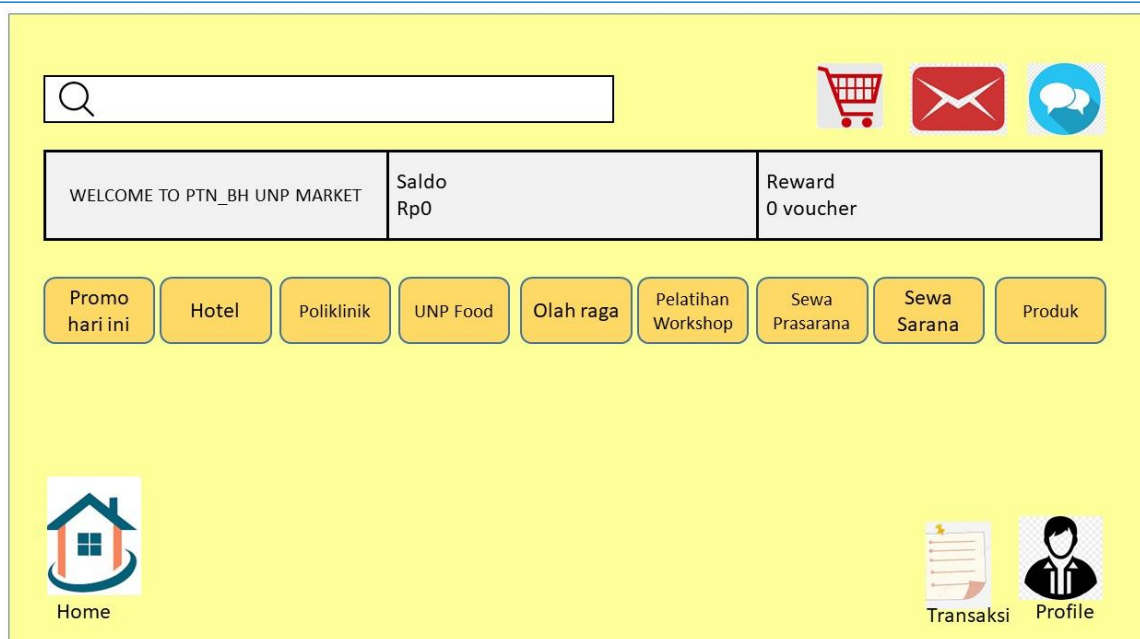 WELCOME TO PTN_BH UNP MARKET
Saldo
Rp0
Reward
0 voucher
Promo
hari ini
Hotel
Poliklinik
UNP Food
Olah raga
Pelatihan
Workshop
Sewa
Prasarana
Sewa
Sarana
Produk
Home
Transaksi
Profile